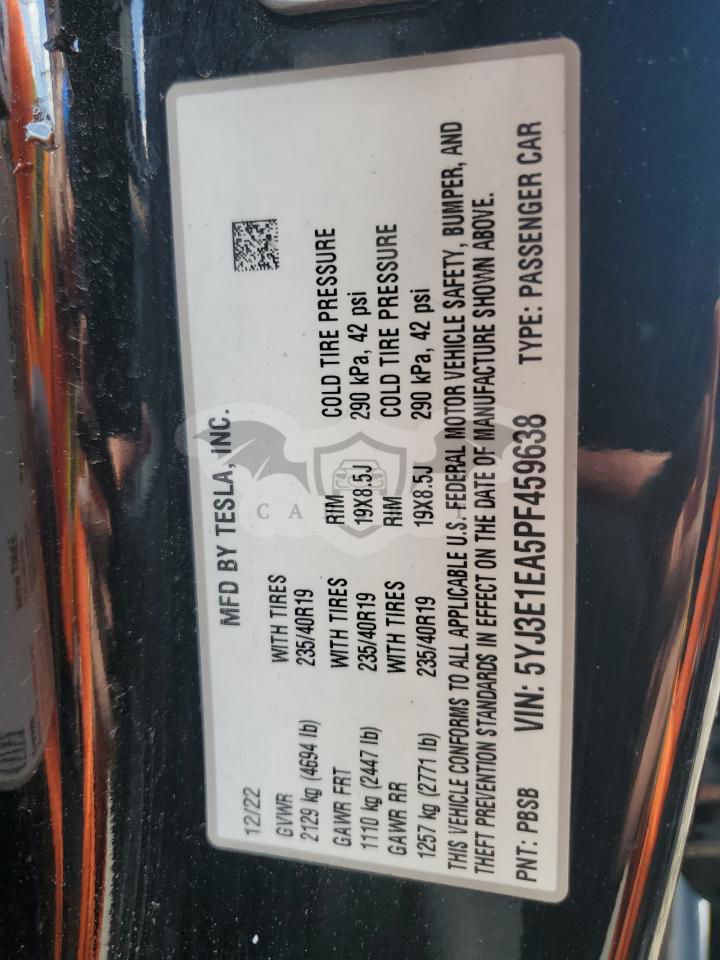 MFD BY TESLA, INC.
12/22
GVWR WITH TIRES
2129 kg (4694 lb) 235/40R19
GAWR FRT WITH TIRES RIM COLD TIRE PRESSURE
1110 kg (2447 lb) 235/40R19 19X8.5J 290 kPa, 42 psi
GAWR RR WITH TIRES RIM COLD TIRE PRESSURE
1257 kg (2771 lb) 235/40R19 19X8.5J 290 kPa, 42 psi
THIS VEHICLE CONFORMS TO ALL APPLICABLE U.S. FEDERAL MOTOR VEHICLE SAFETY, BUMPER, AND
THEFT PREVENTION STANDARDS IN EFFECT ON THE DATE OF MANUFACTURE SHOWN ABOVE.
PNT: PBSB VIN: 5YJ3E1EA5PF459638 TYPE: PASSENGER CAR